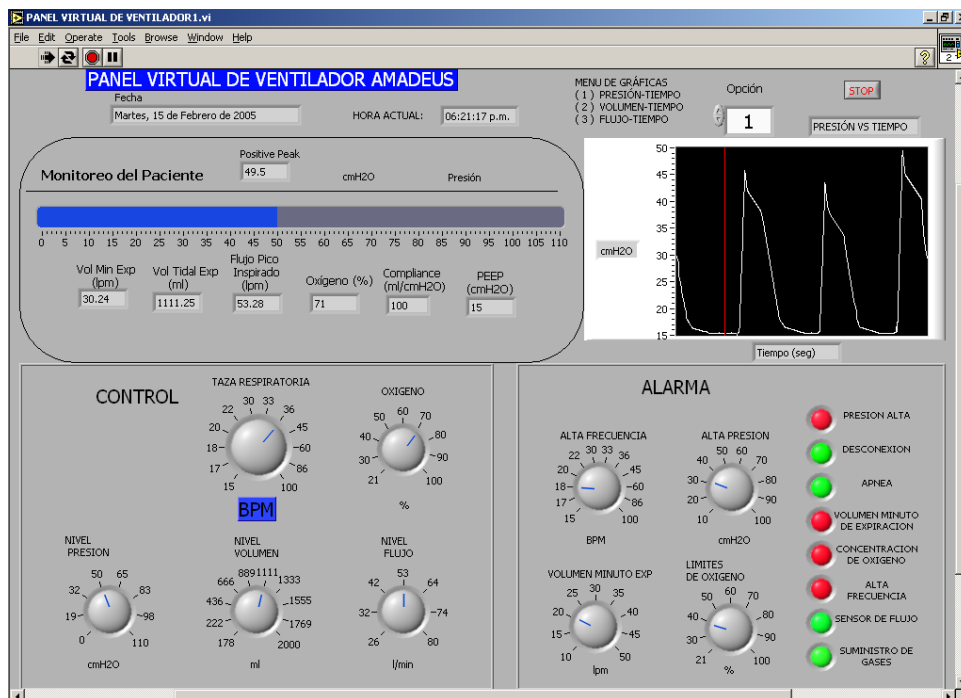 PANEL VIRTUAL DE VENTILADOR1.vi
File Edit Operate Tools Browse Window Help
?
2
PANEL VIRTUAL DE VENTILADOR AMADEUS
Fecha
Martes, 15 de Febrero de 2005
HORA ACTUAL: 06:21:17 p.m.
MENU DE GRÁFICAS
( 1 ) PRESIÓN-TIEMPO
( 2 ) VOLUMEN-TIEMPO
( 3 ) FLUJO-TIEMPO
Opción
1
STOP
PRESIÓN VS TIEMPO
Monitoreo del Paciente
Positive Peak
49.5
cmH2O
Presión
0 5 10 15 20 25 30 35 40 45 50 55 60 65 70 75 80 85 90 95 100 110
Vol Min Exp
(lpm)
30.24
Vol Tidal Exp
(ml)
1111.25
Flujo Pico
Inspirado
(lpm)
53.28
Oxígeno (%)
71
Compliance
(ml/cmH2O)
100
PEEP
(cmH2O)
15
cmH2O
50
45
40
35
30
25
20
15
Tiempo (seg)
CONTROL
TAZA RESPIRATORIA
15 17 18 20 22 30 33 36 45 60 86 100
BPM
OXIGENO
21 30 40 50 60 70 80 90 100
%
NIVEL
PRESION
0 19 32 50 65 83 98 110
cmH2O
NIVEL
VOLUMEN
178 222 436 666 889 1111 1333 1555 1769 2000
ml
NIVEL
FLUJO
26 32 42 53 64 74 80
l/min
ALARMA
ALTA FRECUENCIA
15 17 18 20 22 30 33 36 45 60 86 100
BPM
ALTA PRESION
10 20 30 40 50 60 70 80 90 100
cmH2O
VOLUMEN MINUTO EXP
10 15 20 25 30 35 40 45 50
lpm
LIMITES
DE OXIGENO
21 30 40 50 60 70 80 90 100
%
PRESION ALTA
DESCONEXION
APNEA
VOLUMEN MINUTO
DE EXPIRACION
CONCENTRACION
DE OXIGENO
ALTA
FRECUENCIA
SENSOR DE FLUJO
SUMINISTRO DE
GASES